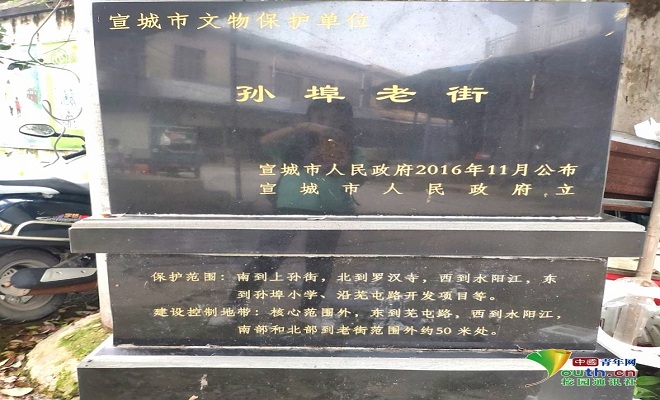 宣城市文物保护单位
孙埠老街
宣城市人民政府2016年11月公布
宣城市人民政府立
保护范围：南到上孙街，北到罗汉寺，西到水阳江，东
到孙埠小学、沿芜屯路开发项目等。
建设控制地带：核心范围外，东到芜屯路，西到水阳江，
南部和北部到老街范围外约50米处。
中国青年网
Youth.cn
校园通讯社